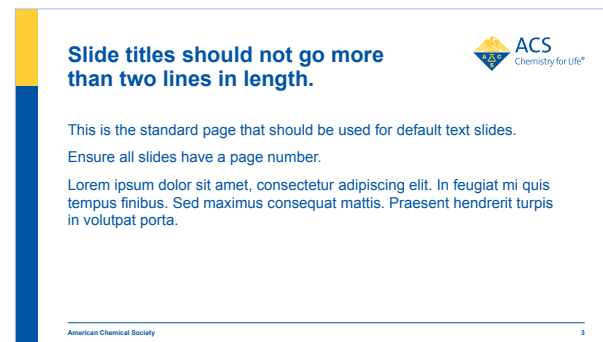 Slide titles should not go more
than two lines in length.
ACS
Chemistry for Life®
A C
S
This is the standard page that should be used for default text slides.
Ensure all slides have a page number.
Lorem ipsum dolor sit amet, consectetur adipiscing elit. In feugiat mi quis
tempus finibus. Sed maximus consequat mattis. Praesent hendrerit turpis
in volutpat porta.
American Chemical Society
3